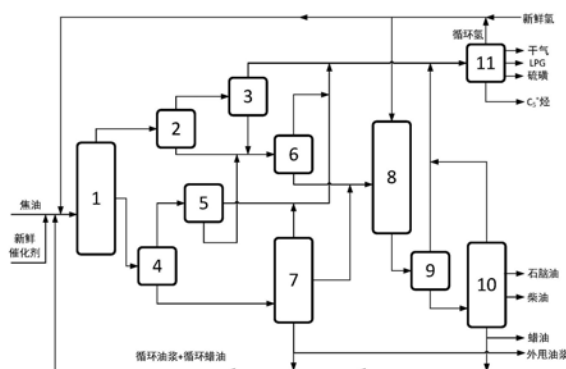 新鲜氢
循环氢
干气
LPG
硫磺
C₅⁺烃
11
3
2
6
8
1
5
焦油
新鲜
催化剂
4
7
9
10
石脑油
柴油
蜡油
外甩油浆
循环油浆+循环蜡油